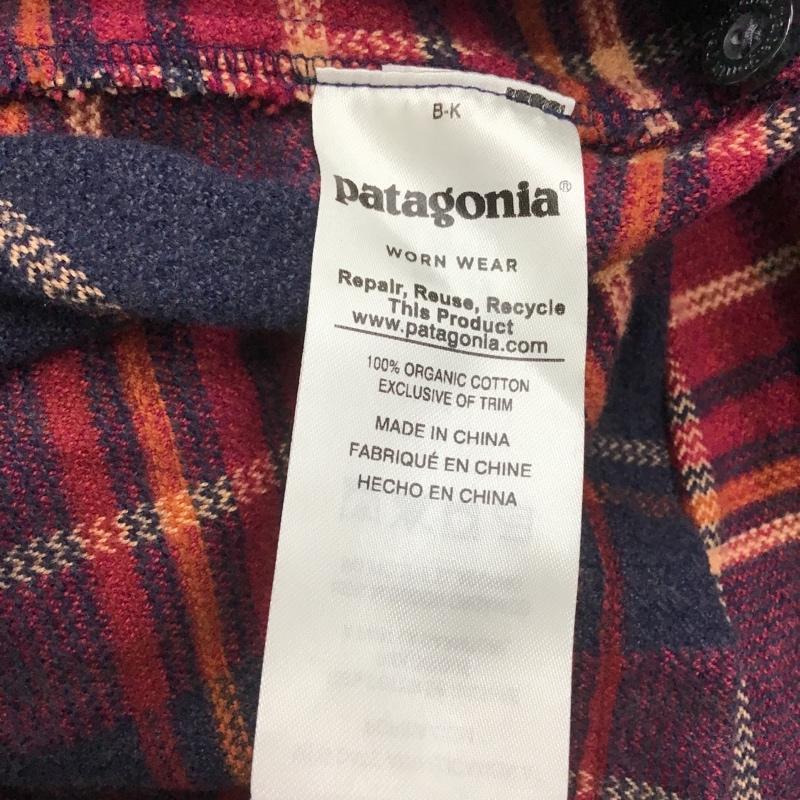 B-K
patagonia®
WORN WEAR
Repair, Reuse, Recycle
This Product
www.patagonia.com
100% ORGANIC COTTON
EXCLUSIVE OF TRIM
MADE IN CHINA
FABRIQUÉ EN CHINE
HECHO EN CHINA